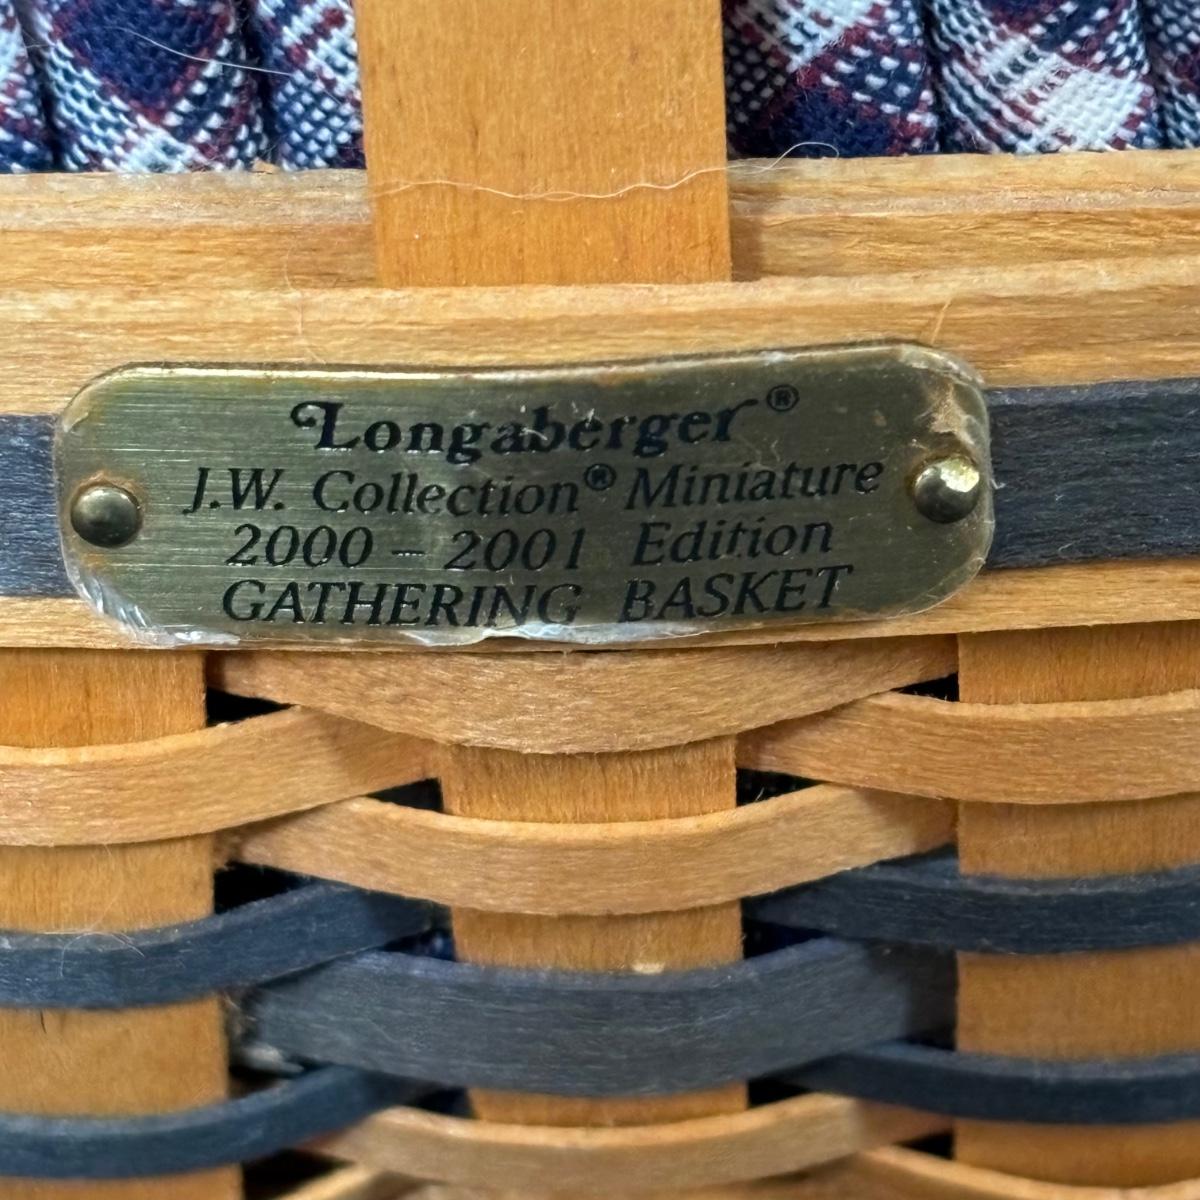 Longaberger®
J.W. Collection® Miniature
2000 – 2001 Edition
GATHERING BASKET